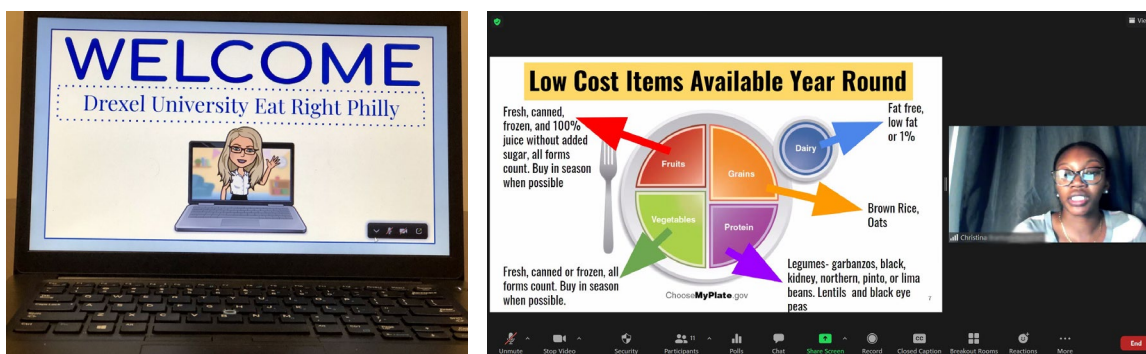 WELCOME
Drexel University Eat Right Philly
View
Low Cost Items Available Year Round
Fresh, canned,
frozen, and 100%
juice without added
sugar, all forms
count. Buy in season
when possible
Fat free,
low fat
or 1%
Dairy
Fruits
Grains
Brown Rice,
Oats
Vegetables
Protein
Fresh, canned or frozen, all
forms count. Buy in season
when possible.
Legumes- garbanzos, black,
kidney, northern, pinto, or lima
beans. Lentils and black eye
peas
ChooseMyPlate.gov
7
Christina
11
Unmute
Stop Video
Security
Participants
Polls
Chat
Share Screen
Record
Closed Caption
Breakout Rooms
Reactions
More
End